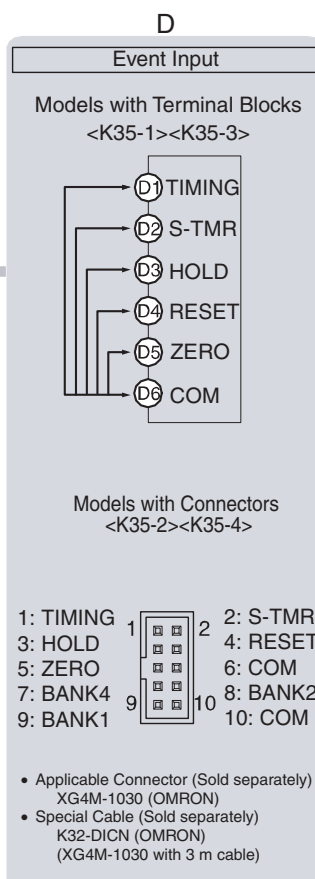 D
Event Input
Models with Terminal Blocks
<K35-1><K35-3>
D1 TIMING
D2 S-TMR
D3 HOLD
D4 RESET
D5 ZERO
D6 COM
Models with Connectors
<K35-2><K35-4>
1: TIMING
3: HOLD
5: ZERO
7: BANK4
9: BANK1
1 2
9 10
2: S-TMR
4: RESET
6: COM
8: BANK2
10: COM
• Applicable Connector (Sold separately)
XG4M-1030 (OMRON)
• Special Cable (Sold separately)
K32-DICN (OMRON)
(XG4M-1030 with 3 m cable)